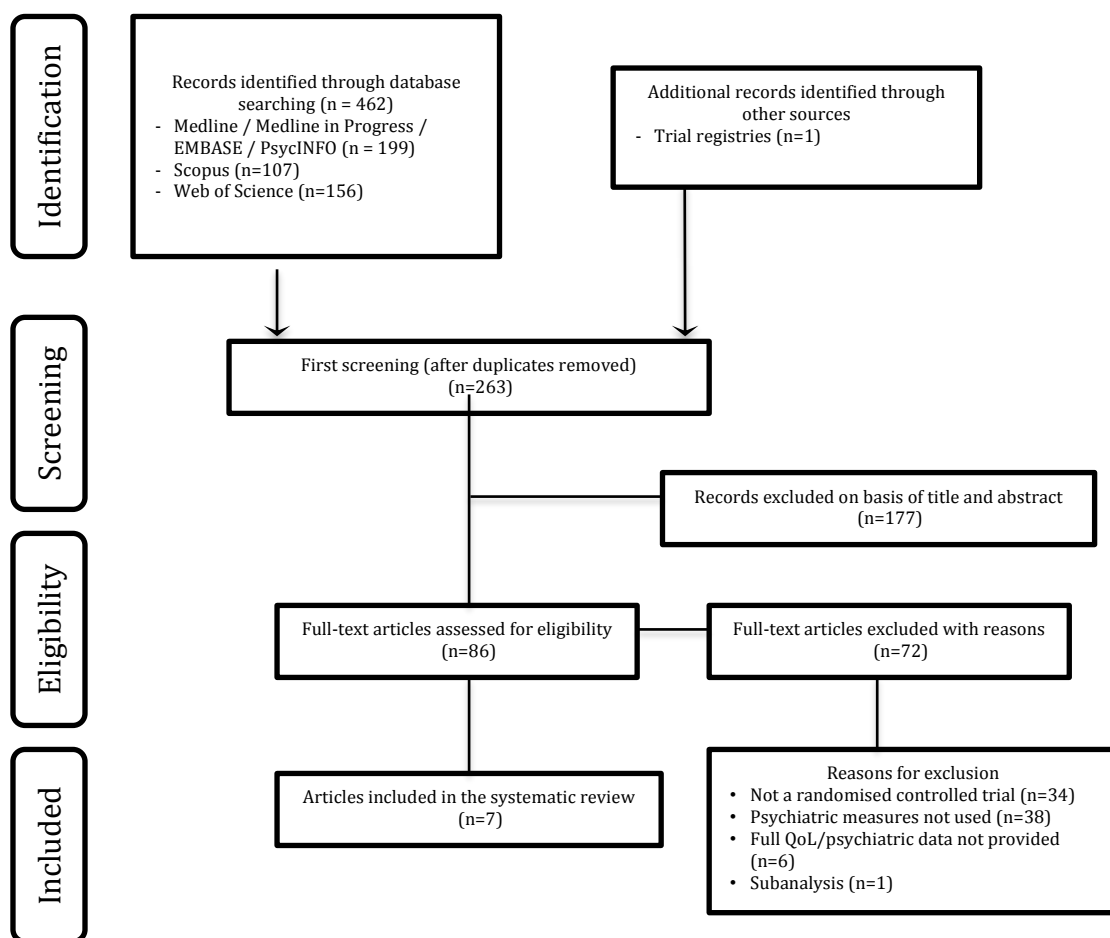 Identification
Records identified through database
searching (n = 462)
- Medline / Medline in Progress /
EMBASE / PsycINFO (n = 199)
- Scopus (n=107)
- Web of Science (n=156)
Additional records identified through
other sources
- Trial registries (n=1)
Screening
First screening (after duplicates removed)
(n=263)
Records excluded on basis of title and abstract
(n=177)
Eligibility
Full-text articles assessed for eligibility
(n=86)
Full-text articles excluded with reasons
(n=72)
Included
Articles included in the systematic review
(n=7)
Reasons for exclusion
• Not a randomised controlled trial (n=34)
• Psychiatric measures not used (n=38)
• Full QoL/psychiatric data not provided
(n=6)
• Subanalysis (n=1)